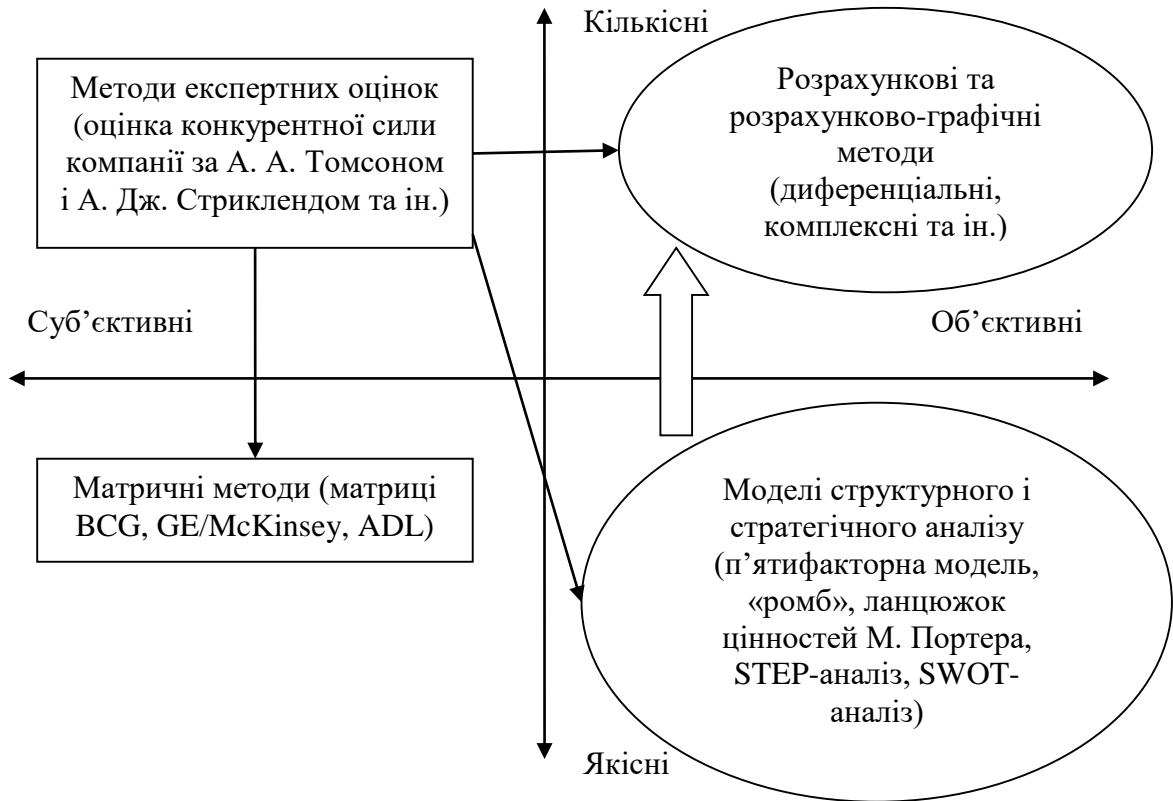 Кількісні
Методи експертних оцінок
(оцінка конкурентної сили
компанії за А. А. Томсоном
і А. Дж. Стриклендом та ін.)
Розрахункові та
розрахунково-графічні
методи
(диференціальні,
комплексні та ін.)
Суб’єктивні
Об’єктивні
Матричні методи (матриці
BCG, GE/McKinsey, ADL)
Моделі структурного і
стратегічного аналізу
(п’ятифакторна модель,
«ромб», ланцюжок
цінностей М. Портера,
STEP-аналіз, SWOT-
аналіз)
Якісні